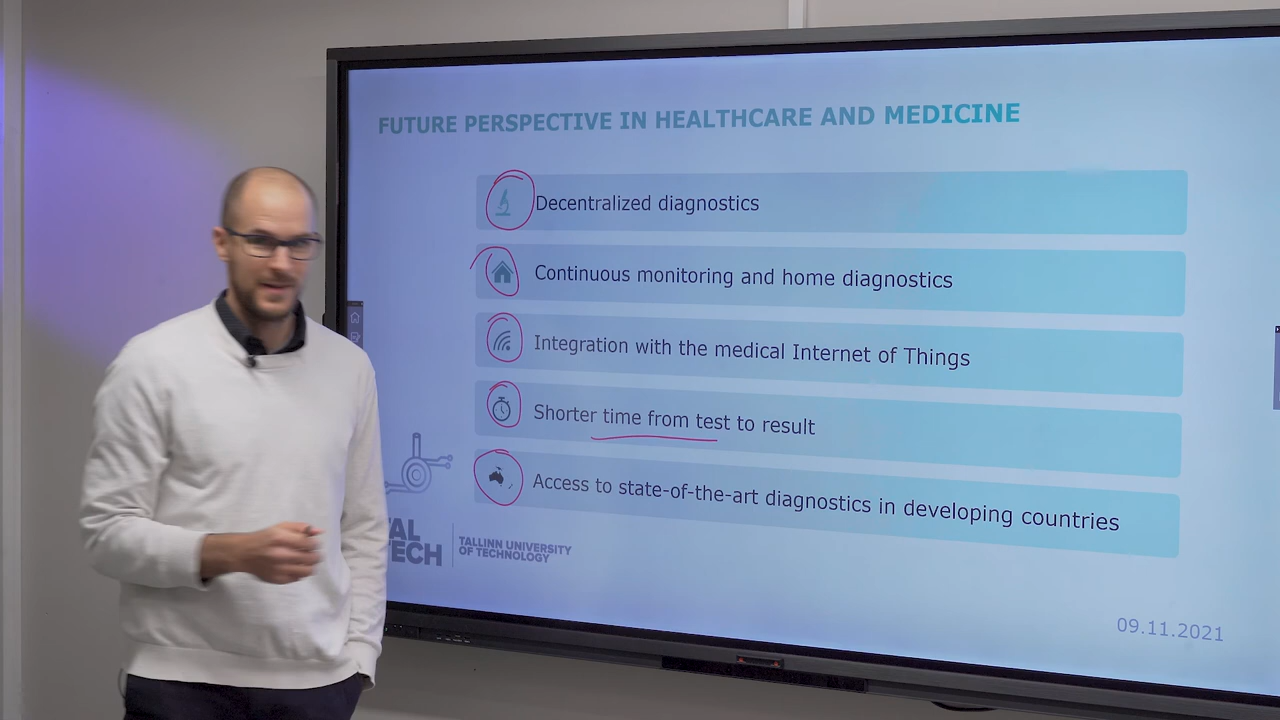 FUTURE PERSPECTIVE IN HEALTHCARE AND MEDICINE
Decentralized diagnostics
Continuous monitoring and home diagnostics
Integration with the medical Internet of Things
Shorter time from test to result
Access to state-of-the-art diagnostics in developing countries
TALLINN UNIVERSITY
OF TECHNOLOGY
09.11.2021